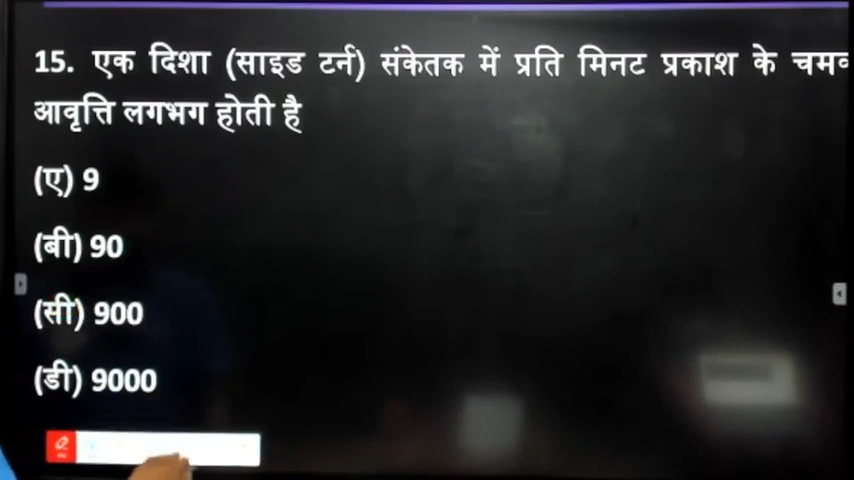 15. एक दिशा (साइड टर्न) संकेतक में प्रति मिनट प्रकाश के
आवृत्ति लगभग होती है
(ए) 9
(बी) 90
(सी) 900
(डी) 9000